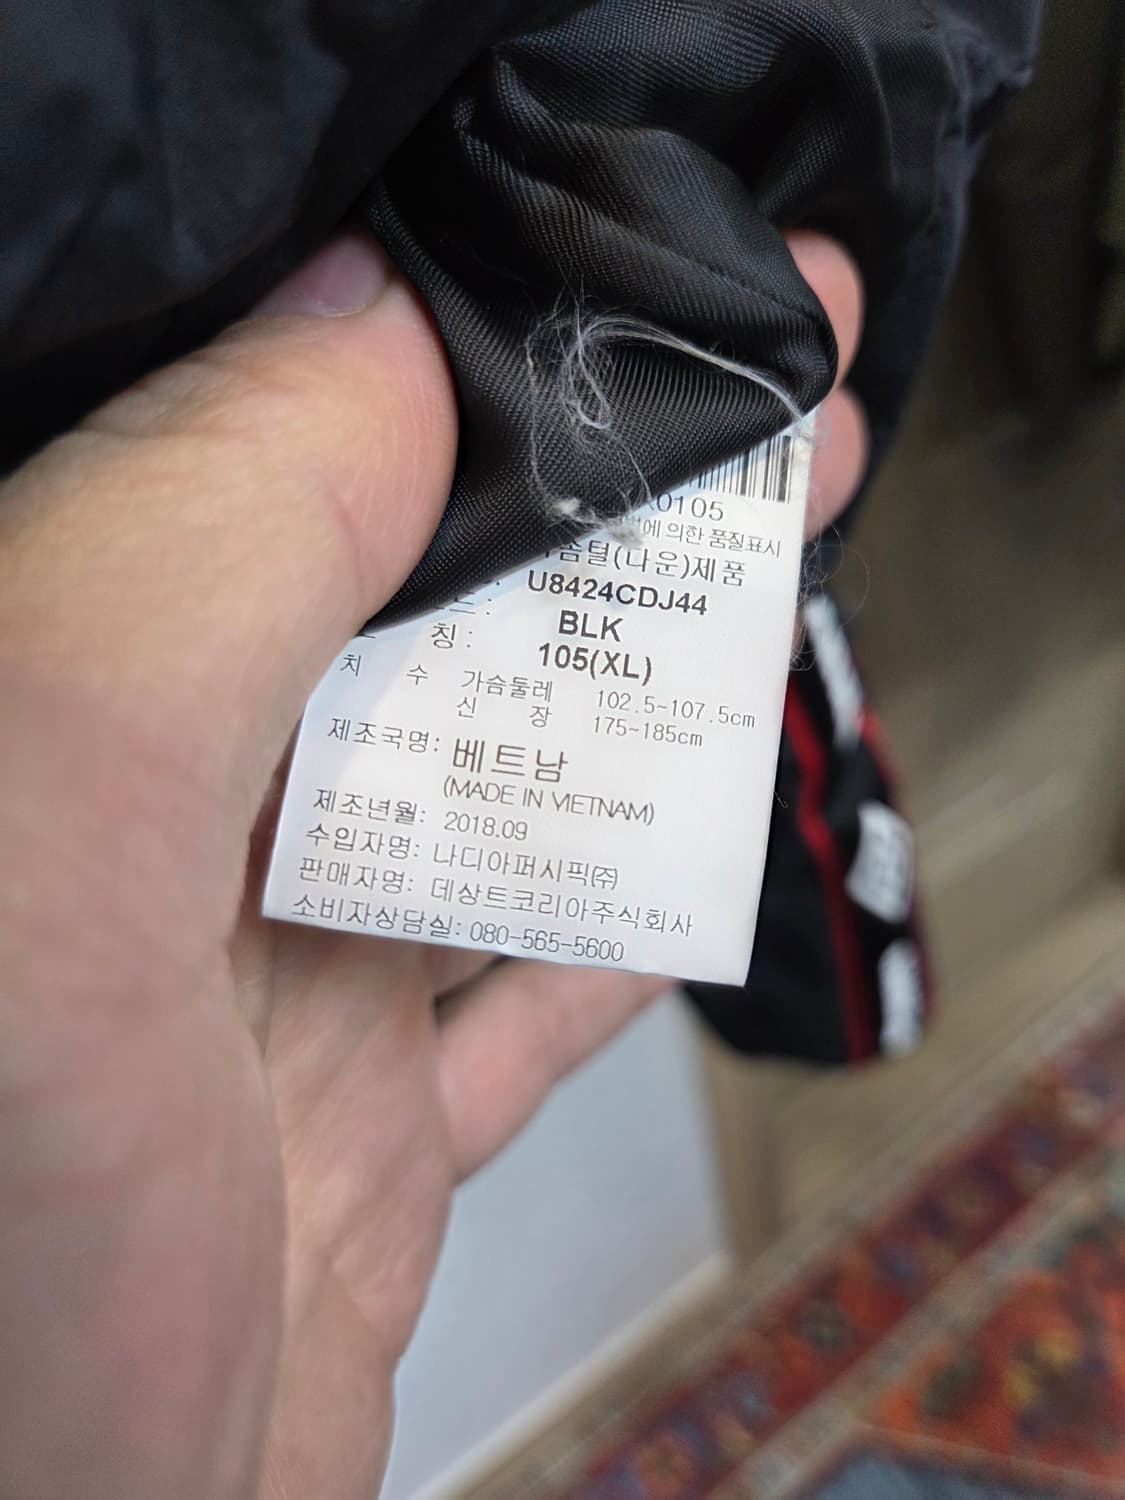 0105
에 의한 품질표시
솜털(다운)제품
U8424CDJ44
BLK
칭: 105(XL)
치 수 가슴둘레 102.5~107.5cm
신 장 175~185cm
제조국명: 베트남
(MADE IN VIETNAM)
제조년월: 2018.09
수입자명: 나디아퍼시픽㈜
판매자명: 데상트코리아주식회사
소비자상담실: 080-565-5600